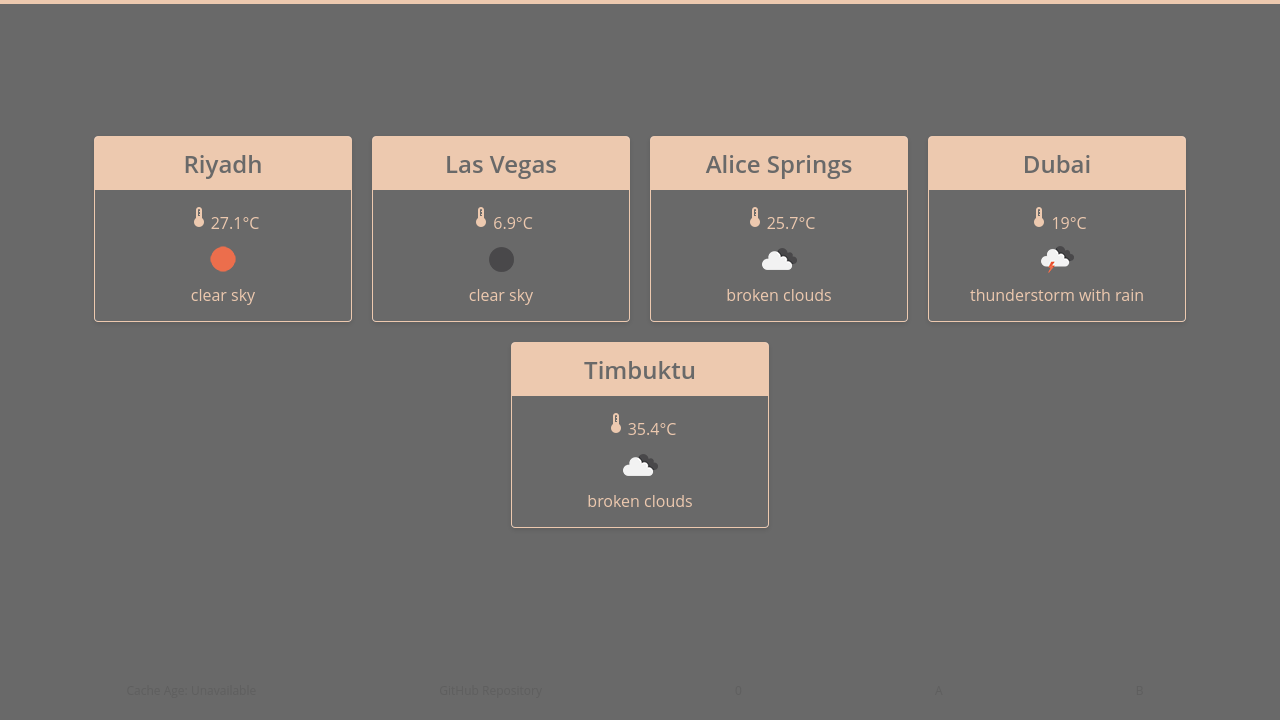 Riyadh
27.1°C
clear sky
Las Vegas
6.9°C
clear sky
Alice Springs
25.7°C
broken clouds
Dubai
19°C
thunderstorm with rain
Timbuktu
35.4°C
broken clouds
Cache Age: Unavailable
GitHub Repository
0
A
B